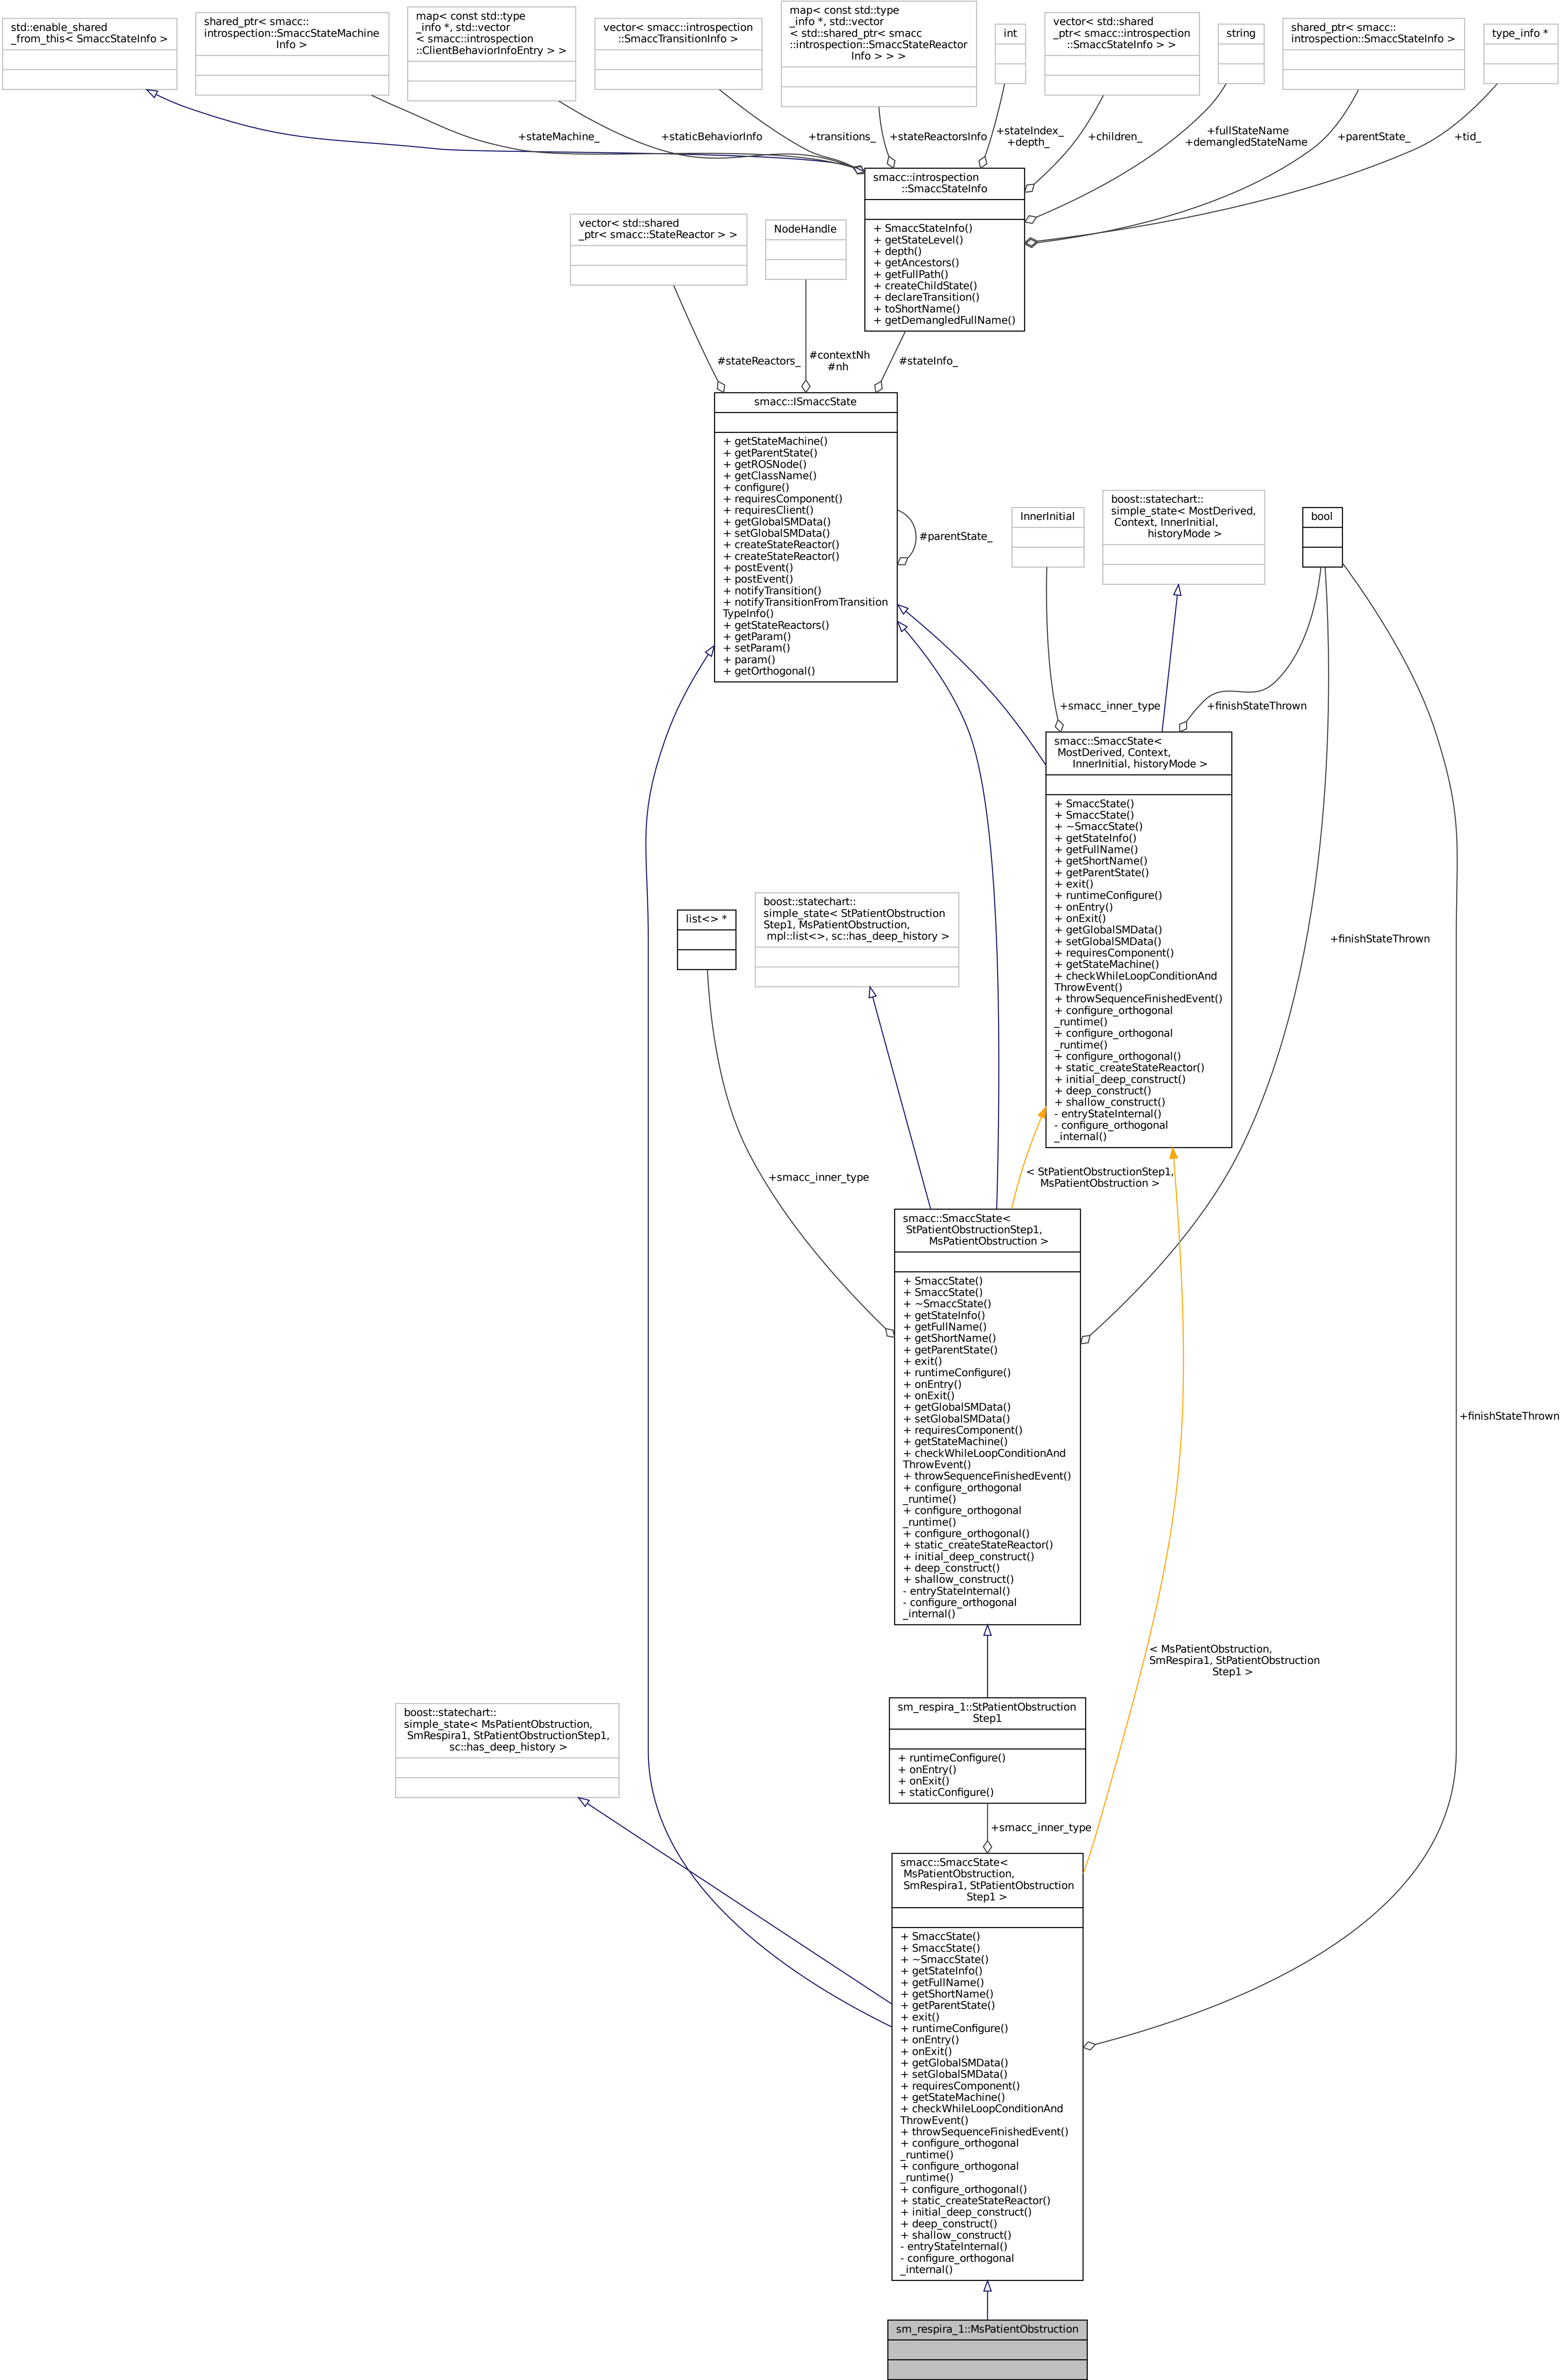 std::enable_shared
_from_this< SmaccStateInfo >
shared_ptr< smacc::
introspection::SmaccStateMachine
Info >
map< const std::type
_info *, std::vector
< smacc::introspection
::ClientBehaviorInfoEntry > >
vector< smacc::introspection
::SmaccTransitionInfo >
map< const std::type
_info *, std::vector
< std::shared_ptr< smacc
::introspection::SmaccStateReactor
Info > > >
int
vector< std::shared
_ptr< smacc::introspection
::SmaccStateInfo > >
string
shared_ptr< smacc::
introspection::SmaccStateInfo >
type_info *
+stateMachine_
+staticBehaviorInfo
+transitions_
+stateReactorsInfo
+stateIndex_
+depth_
+children_
+fullStateName
+demangledStateName
+parentState_
+tid_
smacc::introspection
::SmaccStateInfo
+ SmaccStateInfo()
+ getStateLevel()
+ depth()
+ getAncestors()
+ getFullPath()
+ createChildState()
+ declareTransition()
+ toShortName()
+ getDemangledFullName()
vector< std::shared
_ptr< smacc::StateReactor > >
NodeHandle
#stateReactors_
#contextNh
#nh
#stateInfo_
smacc::ISmaccState
+ getStateMachine()
+ getParentState()
+ getROSNode()
+ getClassName()
+ configure()
+ requiresComponent()
+ requiresClient()
+ getGlobalSMData()
+ setGlobalSMData()
+ createStateReactor()
+ createStateReactor()
+ postEvent()
+ postEvent()
+ notifyTransition()
+ notifyTransitionFromTransition
TypeInfo()
+ getStateReactors()
+ getParam()
+ setParam()
+ param()
+ getOrthogonal()
#parentState_
InnerInitial
boost::statechart::
simple_state< MostDerived,
Context, InnerInitial,
historyMode >
bool
+smacc_inner_type
+finishStateThrown
smacc::SmaccState<
MostDerived, Context,
InnerInitial, historyMode >
+ SmaccState()
+ SmaccState()
+ ~SmaccState()
+ getStateInfo()
+ getFullName()
+ getShortName()
+ getParentState()
+ exit()
+ runtimeConfigure()
+ onEntry()
+ onExit()
+ getGlobalSMData()
+ setGlobalSMData()
+ requiresComponent()
+ getStateMachine()
+ checkWhileLoopConditionAnd
ThrowEvent()
+ throwSequenceFinishedEvent()
+ configure_orthogonal
_runtime()
+ configure_orthogonal
_runtime()
+ configure_orthogonal()
+ static_createStateReactor()
+ initial_deep_construct()
+ deep_construct()
+ shallow_construct()
- entryStateInternal()
- configure_orthogonal
_internal()
list<> *
boost::statechart::
simple_state< StPatientObstruction
Step1, MsPatientObstruction,
mpl::list<>, sc::has_deep_history >
+finishStateThrown
+smacc_inner_type
< StPatientObstructionStep1,
MsPatientObstruction >
smacc::SmaccState<
StPatientObstructionStep1,
MsPatientObstruction >
+ SmaccState()
+ SmaccState()
+ ~SmaccState()
+ getStateInfo()
+ getFullName()
+ getShortName()
+ getParentState()
+ exit()
+ runtimeConfigure()
+ onEntry()
+ onExit()
+ getGlobalSMData()
+ setGlobalSMData()
+ requiresComponent()
+ getStateMachine()
+ checkWhileLoopConditionAnd
ThrowEvent()
+ throwSequenceFinishedEvent()
+ configure_orthogonal
_runtime()
+ configure_orthogonal
_runtime()
+ configure_orthogonal()
+ static_createStateReactor()
+ initial_deep_construct()
+ deep_construct()
+ shallow_construct()
- entryStateInternal()
- configure_orthogonal
_internal()
+finishStateThrown
< MsPatientObstruction,
SmRespira1, StPatientObstruction
Step1 >
sm_respira_1::StPatientObstruction
Step1
+ runtimeConfigure()
+ onEntry()
+ onExit()
+ staticConfigure()
boost::statechart::
simple_state< MsPatientObstruction,
SmRespira1, StPatientObstructionStep1,
sc::has_deep_history >
+smacc_inner_type
smacc::SmaccState<
MsPatientObstruction,
SmRespira1, StPatientObstruction
Step1 >
+ SmaccState()
+ SmaccState()
+ ~SmaccState()
+ getStateInfo()
+ getFullName()
+ getShortName()
+ getParentState()
+ exit()
+ runtimeConfigure()
+ onEntry()
+ onExit()
+ getGlobalSMData()
+ setGlobalSMData()
+ requiresComponent()
+ getStateMachine()
+ checkWhileLoopConditionAnd
ThrowEvent()
+ throwSequenceFinishedEvent()
+ configure_orthogonal
_runtime()
+ configure_orthogonal
_runtime()
+ configure_orthogonal()
+ static_createStateReactor()
+ initial_deep_construct()
+ deep_construct()
+ shallow_construct()
- entryStateInternal()
- configure_orthogonal
_internal()
sm_respira_1::MsPatientObstruction